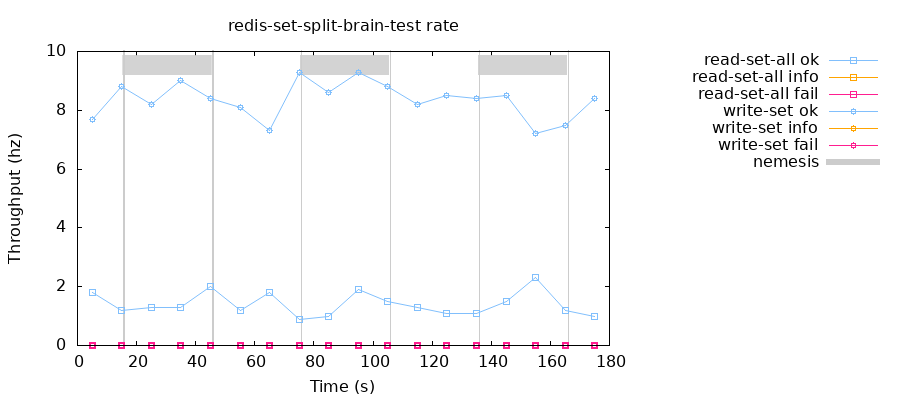 redis-set-split-brain-test rate
10
8
6
4
2
0
Throughput (hz)
0
20
40
60
80
100
120
140
160
180
Time (s)
read-set-all ok
read-set-all info
read-set-all fail
write-set ok
write-set info
write-set fail
nemesis